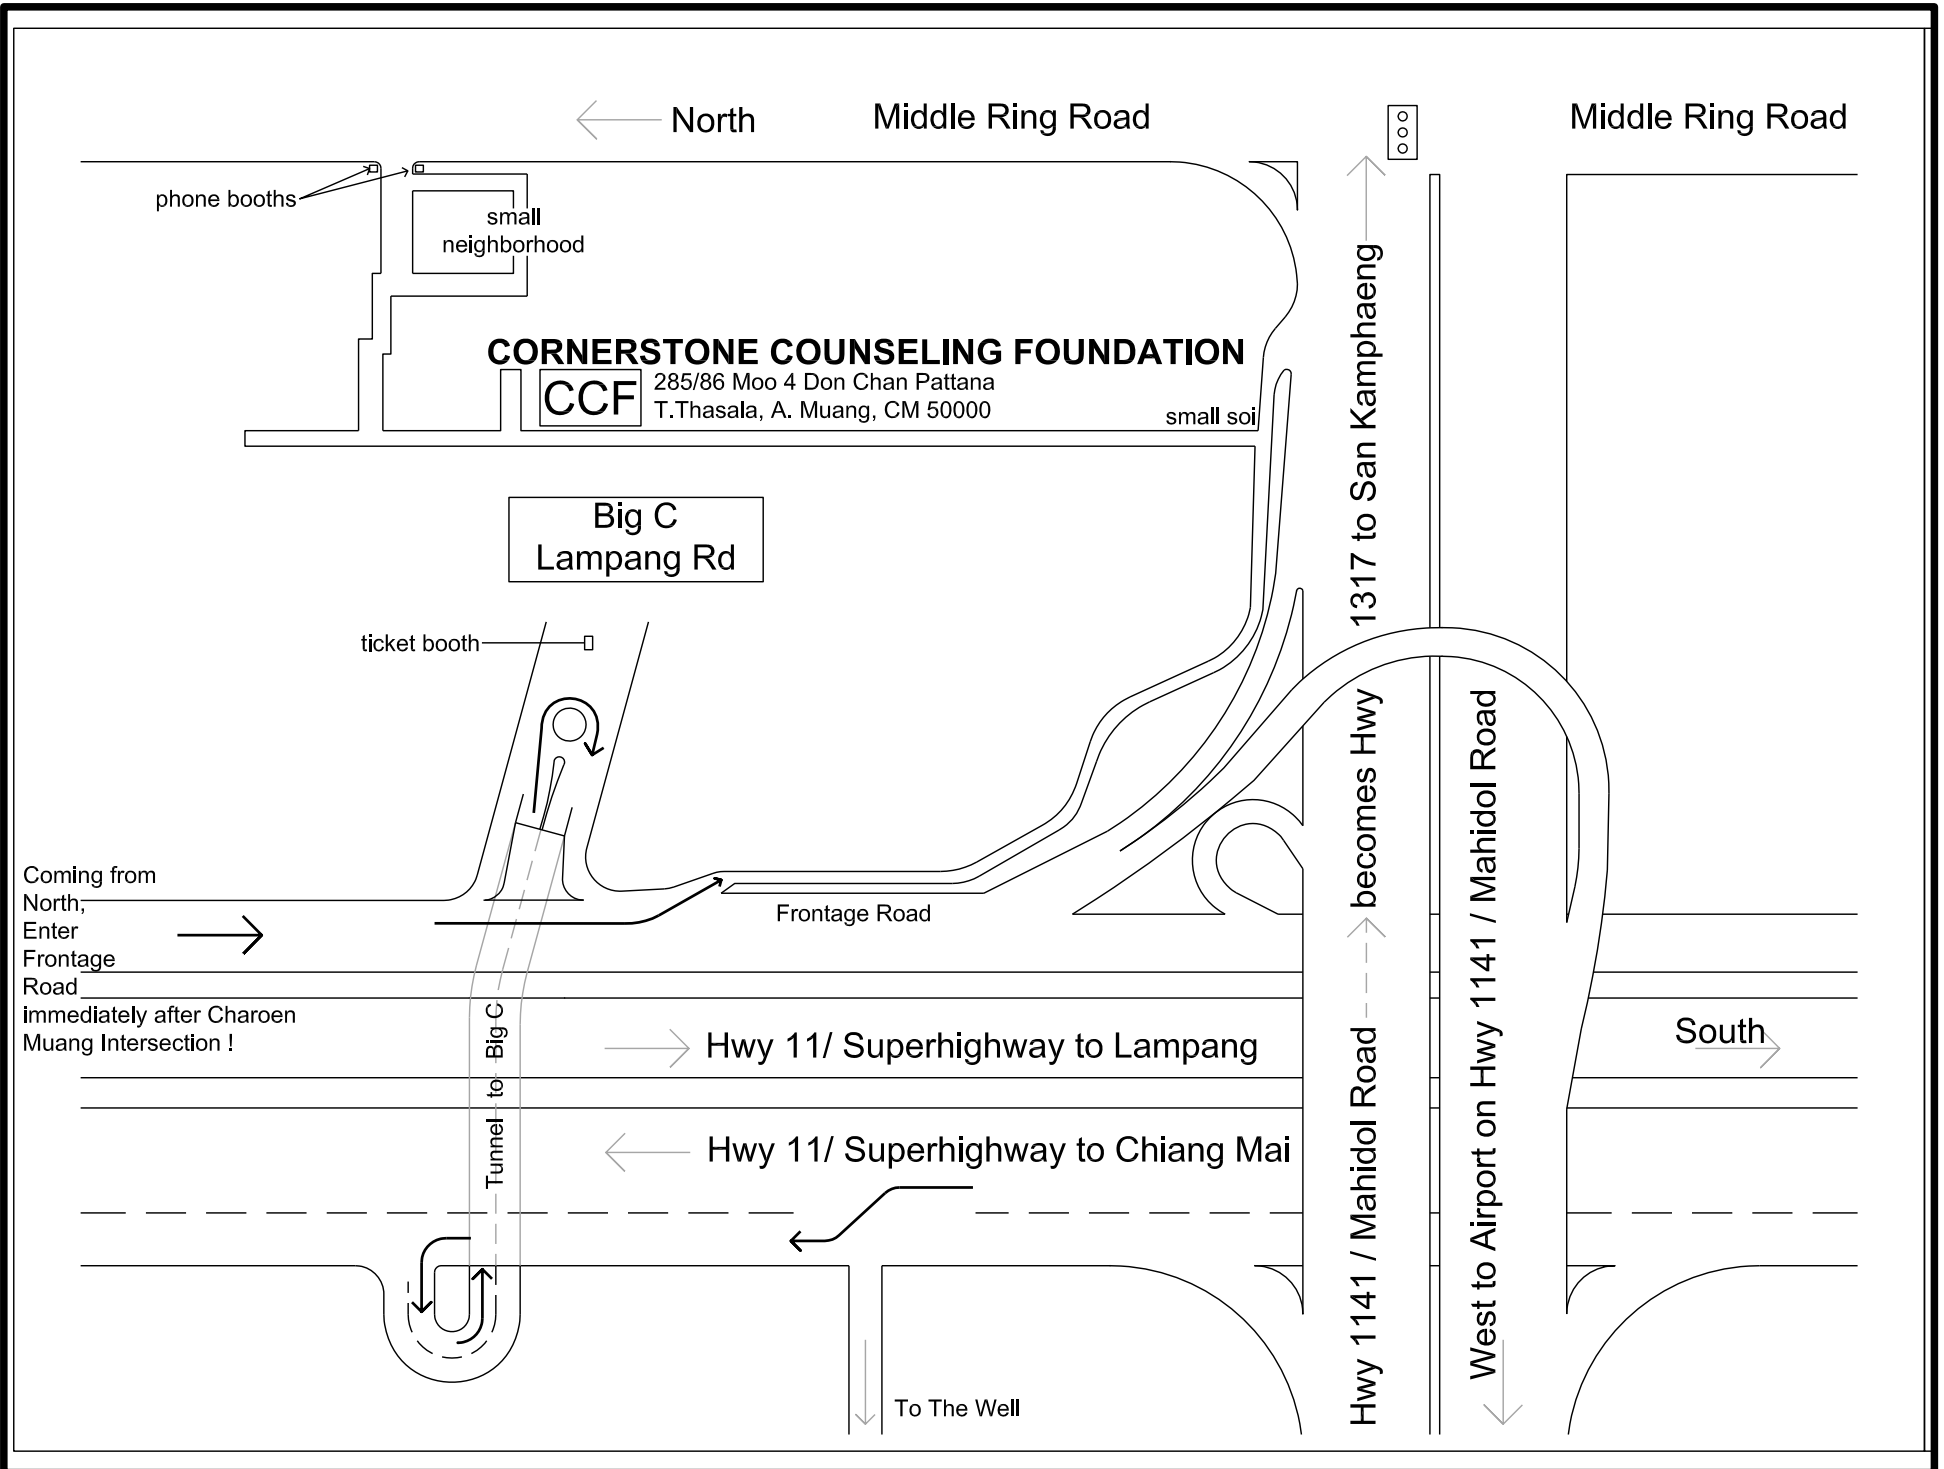 North
Middle Ring Road
Middle Ring Road
phone booths
small
neighborhood
CORNERSTONE COUNSELING FOUNDATION
CCF
285/86 Moo 4 Don Chan Pattana
T.Thasala, A. Muang, CM 50000
small soi
Big C
Lampang Rd
ticket booth
Coming from
North,
Enter
Frontage
Road
immediately after Charoen
Muang Intersection !
Frontage Road
Tunnel to Big C
Hwy 11/ Superhighway to Lampang
South
Hwy 11/ Superhighway to Chiang Mai
To The Well
Hwy 1141 / Mahidol Road becomes Hwy 1317 to San Kamphaeng
West to Airport on Hwy 1141 / Mahidol Road